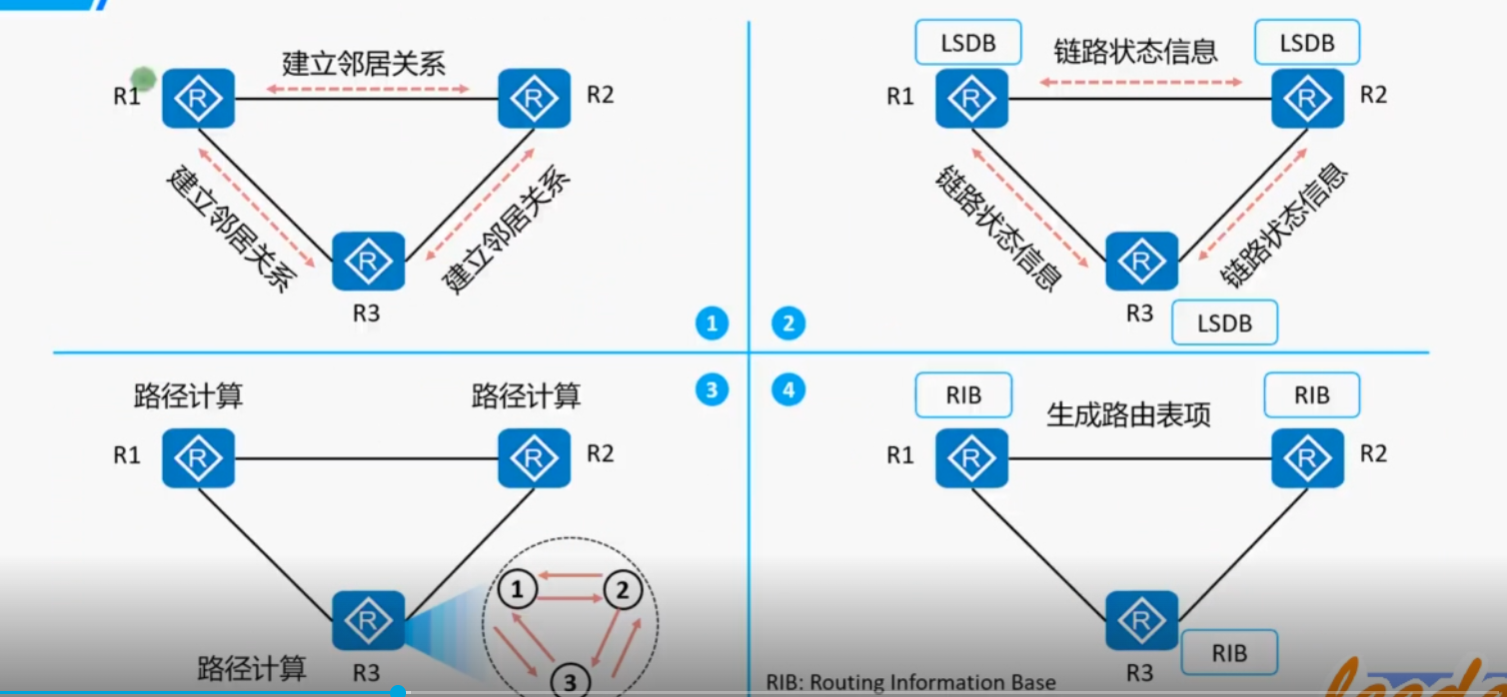 建立邻居关系
R1
R2
建立邻居关系
建立邻居关系
R3
1
LSDB
链路状态信息
LSDB
R1
R2
链路状态信息
链路状态信息
R3
LSDB
2
路径计算
路径计算
3
R1
R2
路径计算
R3
1
2
3
4
RIB
生成路由表项
RIB
R1
R2
R3
RIB
RIB: Routing Information Base